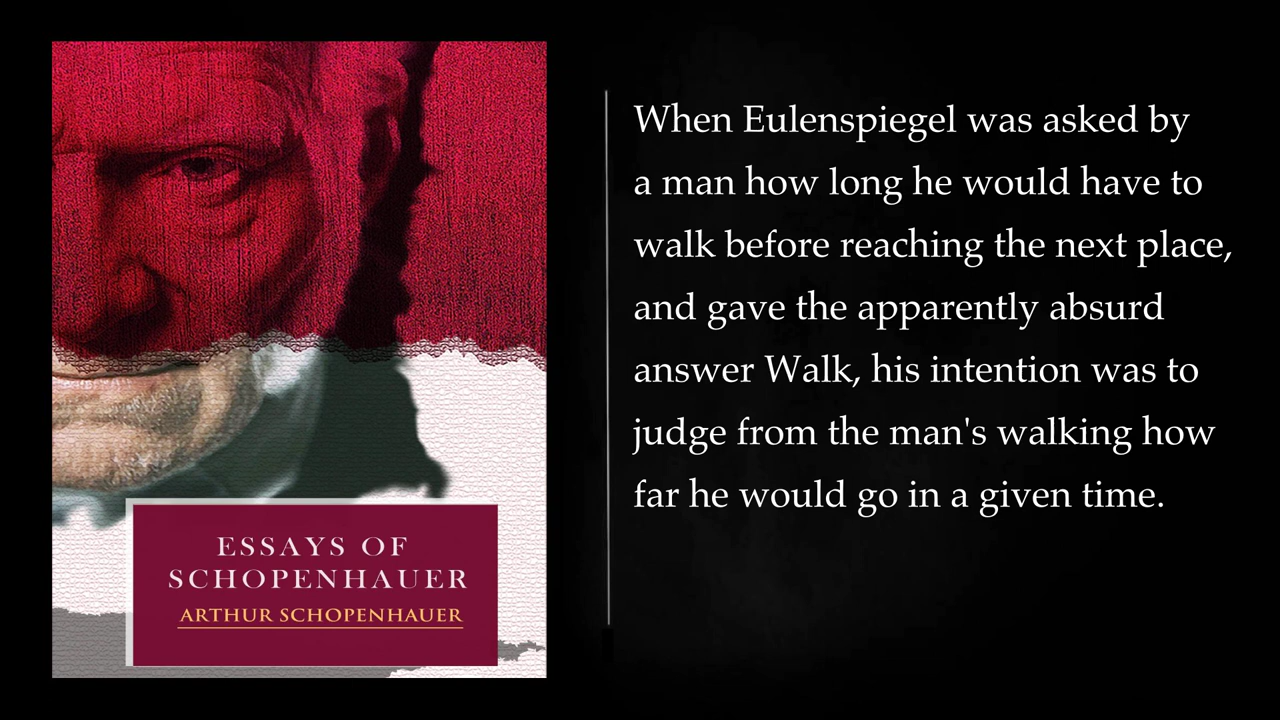 When Eulenspiegel was asked by
a man how long he would have to
walk before reaching the next place,
and gave the apparently absurd
answer Walk, his intention was to
judge from the man's walking how
far he would go in a given time.
ESSAYS OF
SCHOPENHAUER
ARTHUR SCHOPENHAUER